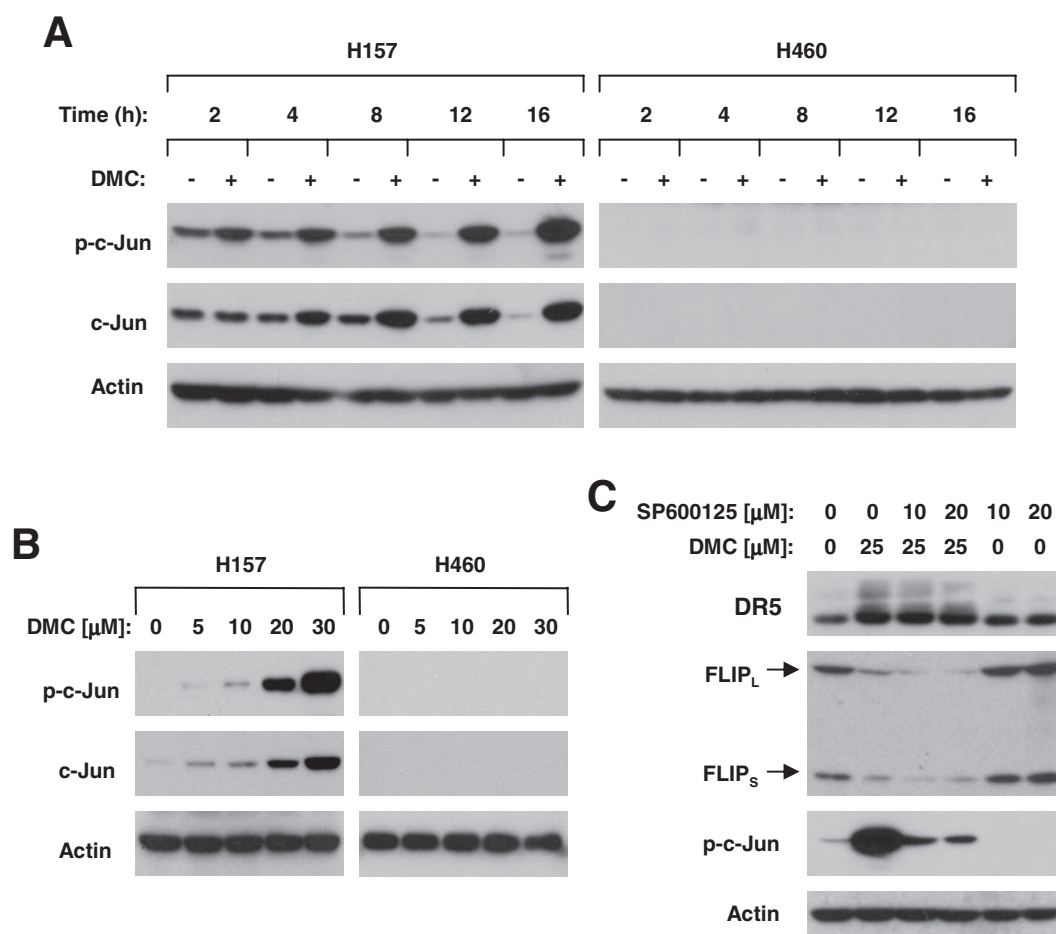 A
H157 H460
Time (h): 2 4 8 12 16 2 4 8 12 16
DMC: - + - + - + - + - + - + - + - + - + - +
p-c-Jun
c-Jun
Actin
B
H157 H460
DMC [μM]: 0 5 10 20 30 0 5 10 20 30
p-c-Jun
c-Jun
Actin
C
SP600125 [μM]: 0 0 10 20 10 20
DMC [μM]: 0 25 25 25 0 0
DR5
FLIPL
FLIPS
p-c-Jun
Actin